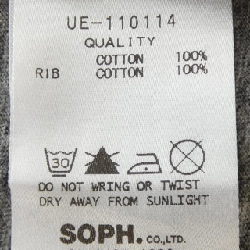 UE-110114
QUALITY
COTTON 100%
RIB COTTON 100%
30
DO NOT WRING OR TWIST
DRY AWAY FROM SUNLIGHT
SOPH. CO.,LTD.